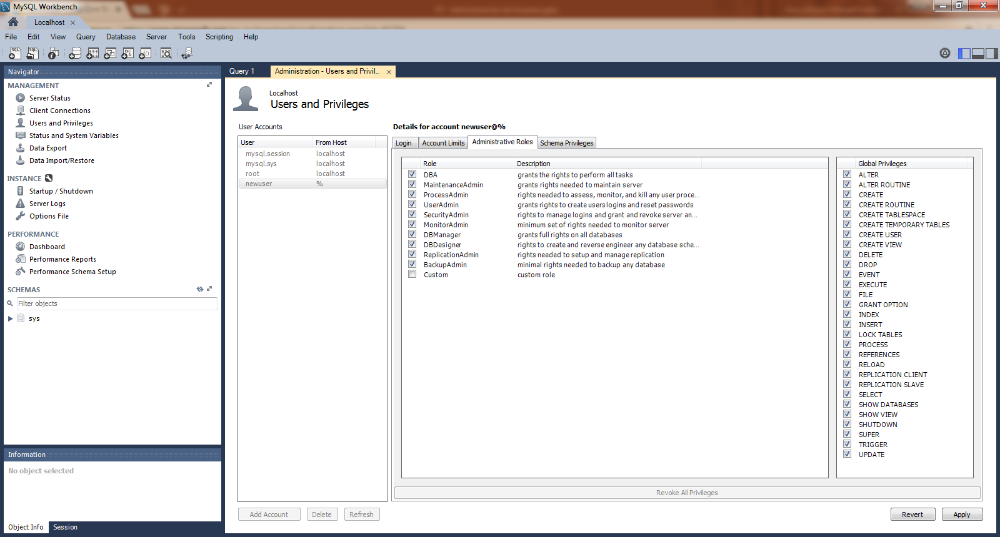 MySQL Workbench
Localhost
File Edit View Query Database Server Tools Scripting Help
Navigator
MANAGEMENT
Server Status
Client Connections
Users and Privileges
Status and System Variables
Data Export
Data Import/Restore
INSTANCE
Startup / Shutdown
Server Logs
Options File
PERFORMANCE
Dashboard
Performance Reports
Performance Schema Setup
SCHEMAS
Filter objects
sys
Information
No object selected
Object Info Session
Query 1 Administration - Users and Privil...
Localhost
Users and Privileges
User Accounts
User From Host
mysql.session localhost
mysql.sys localhost
root localhost
newuser %
Add Account Delete Refresh
Details for account newuser@%
Login Account Limits Administrative Roles Schema Privileges
Role Description
DBA grants the rights to perform all tasks
MaintenanceAdmin grants rights needed to maintain server
ProcessAdmin rights needed to assess, monitor, and kill any user proce...
UserAdmin grants rights to create users logins and reset passwords
SecurityAdmin rights to manage logins and grant and revoke server an...
MonitorAdmin minimum set of rights needed to monitor server
DBManager grants full rights on all databases
DBDesigner rights to create and reverse engineer any database sche...
ReplicationAdmin rights needed to setup and manage replication
BackupAdmin minimal rights needed to backup any database
Custom custom role
Global Privileges
ALTER
ALTER ROUTINE
CREATE
CREATE ROUTINE
CREATE TABLESPACE
CREATE TEMPORARY TABLES
CREATE USER
CREATE VIEW
DELETE
DROP
EVENT
EXECUTE
FILE
GRANT OPTION
INDEX
INSERT
LOCK TABLES
PROCESS
REFERENCES
RELOAD
REPLICATION CLIENT
REPLICATION SLAVE
SELECT
SHOW DATABASES
SHOW VIEW
SHUTDOWN
SUPER
TRIGGER
UPDATE
Revoke All Privileges
Revert Apply